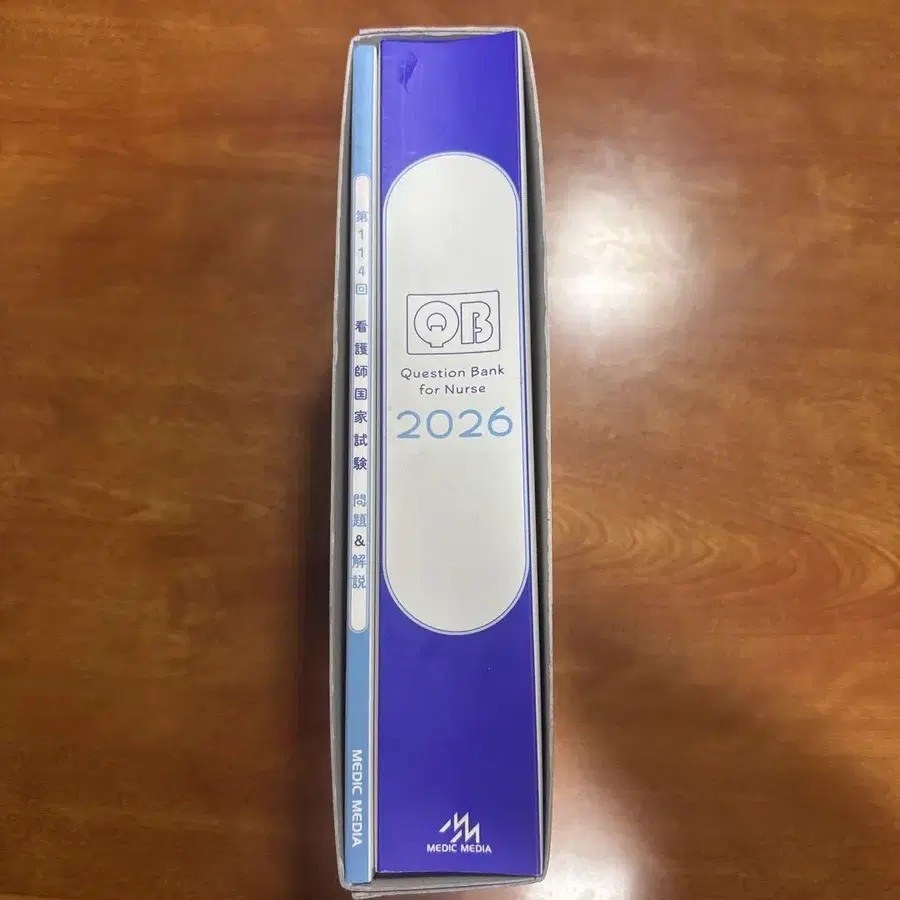 第114回 看護師国家試験 問題&解説
MEDIC MEDIA
QB
Question Bank
for Nurse
2026
MEDIC MEDIA